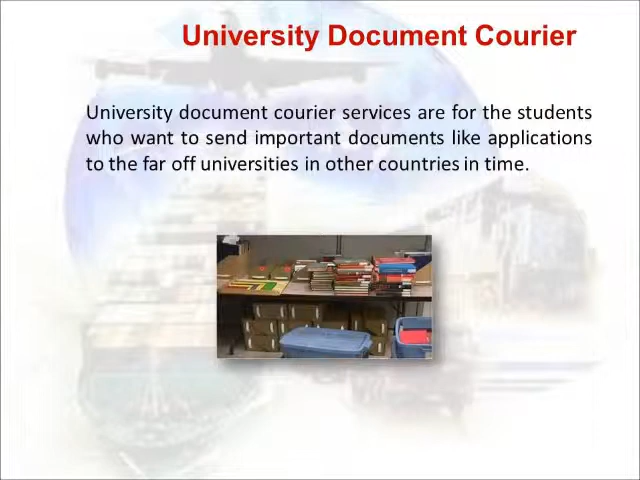 University Document Courier
University document courier services are for the students
who want to send important documents like applications
to the far off universities in other countries in time.